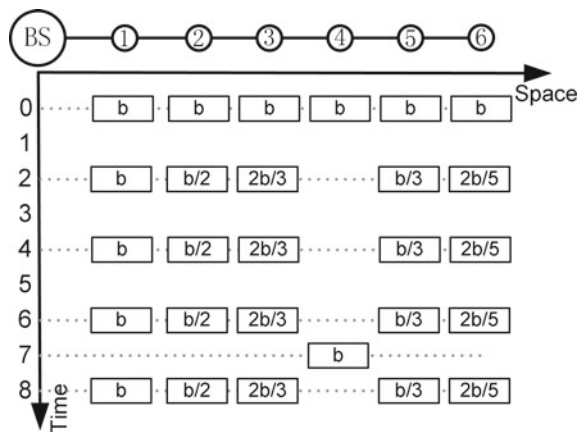 BS 1 2 3 4 5 6
Space
0 b b b b b b
1
2 b b/2 2b/3 b/3 2b/5
3
4 b b/2 2b/3 b/3 2b/5
5
6 b b/2 2b/3 b/3 2b/5
7 b
8 b b/2 2b/3 b/3 2b/5
Time